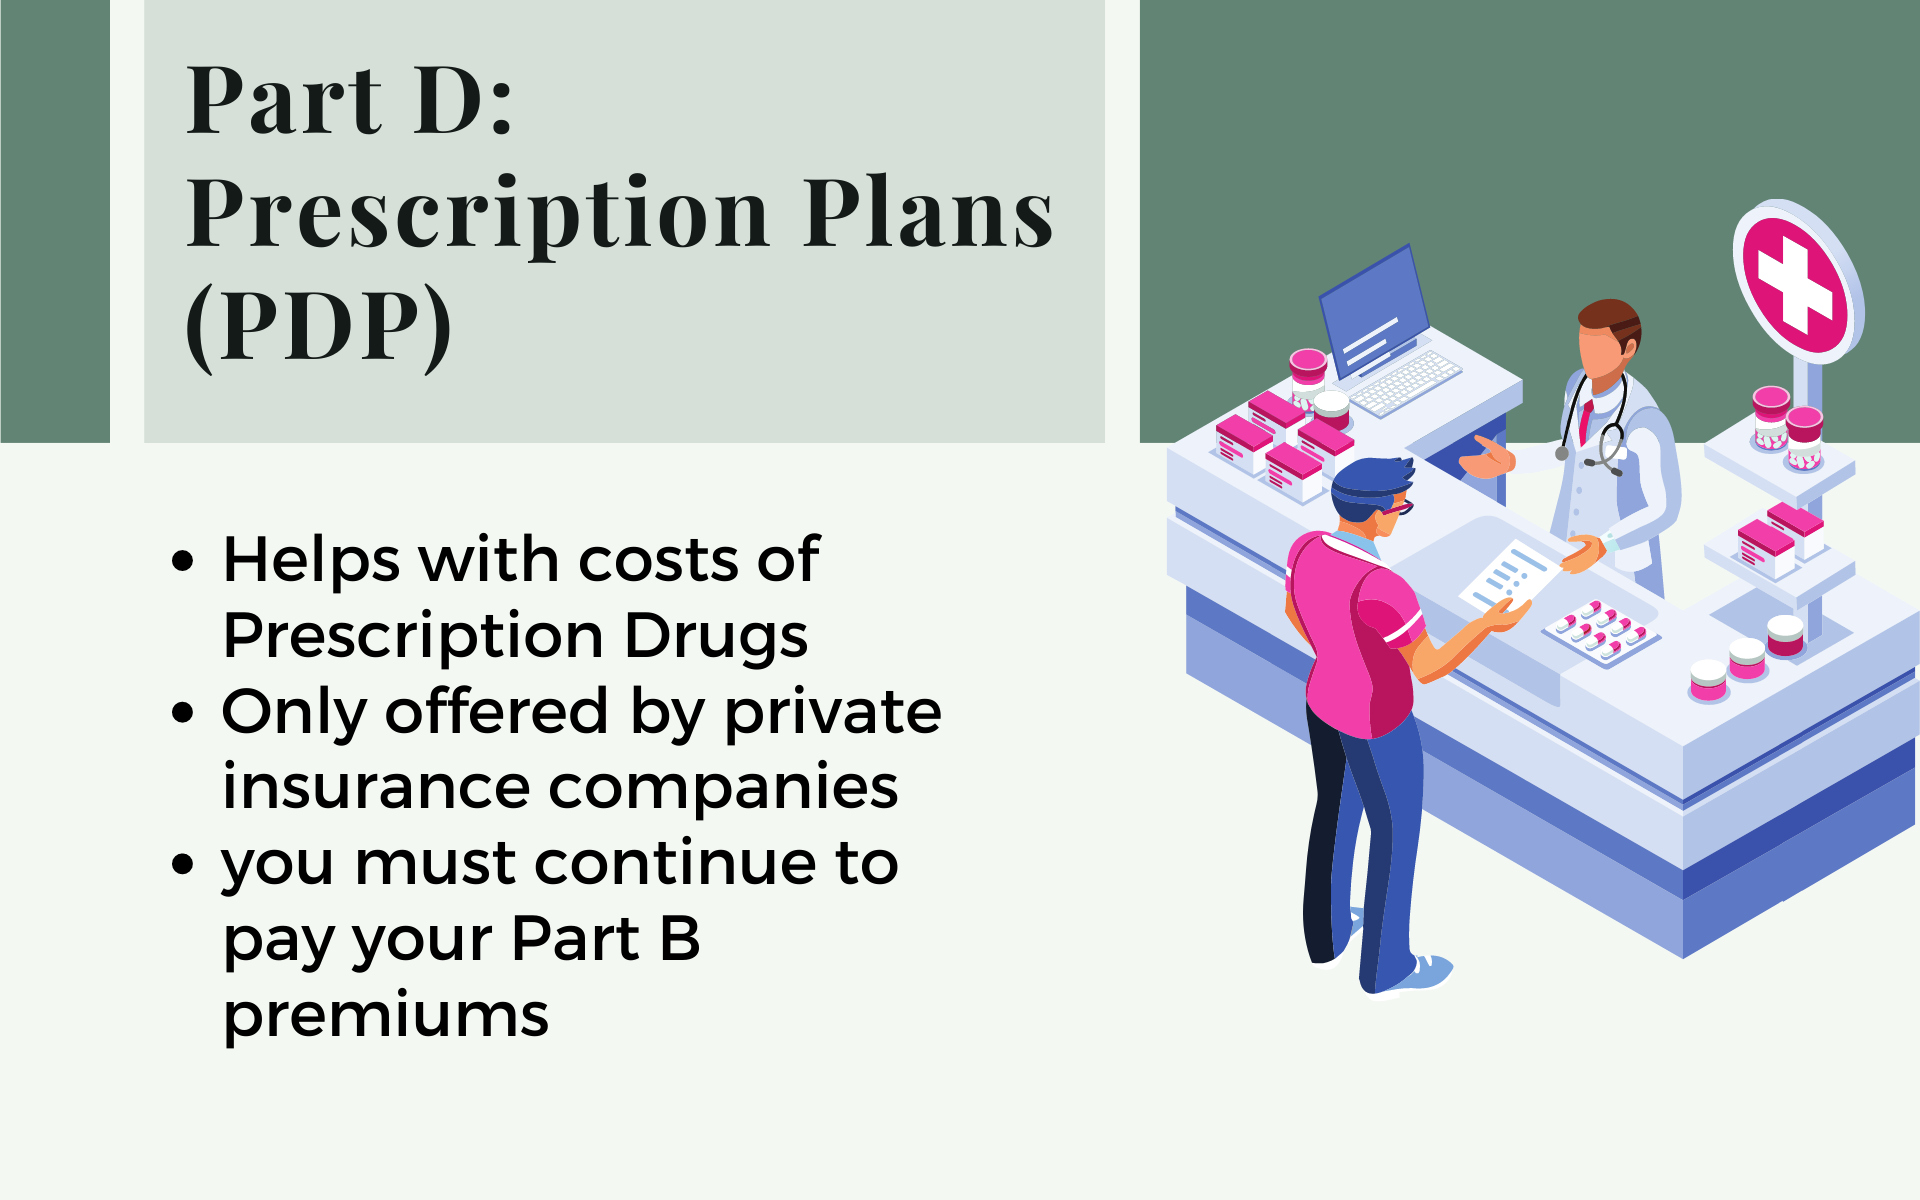 Part D:
Prescription Plans
(PDP)
• Helps with costs of
Prescription Drugs
• Only offered by private
insurance companies
• you must continue to
pay your Part B
premiums